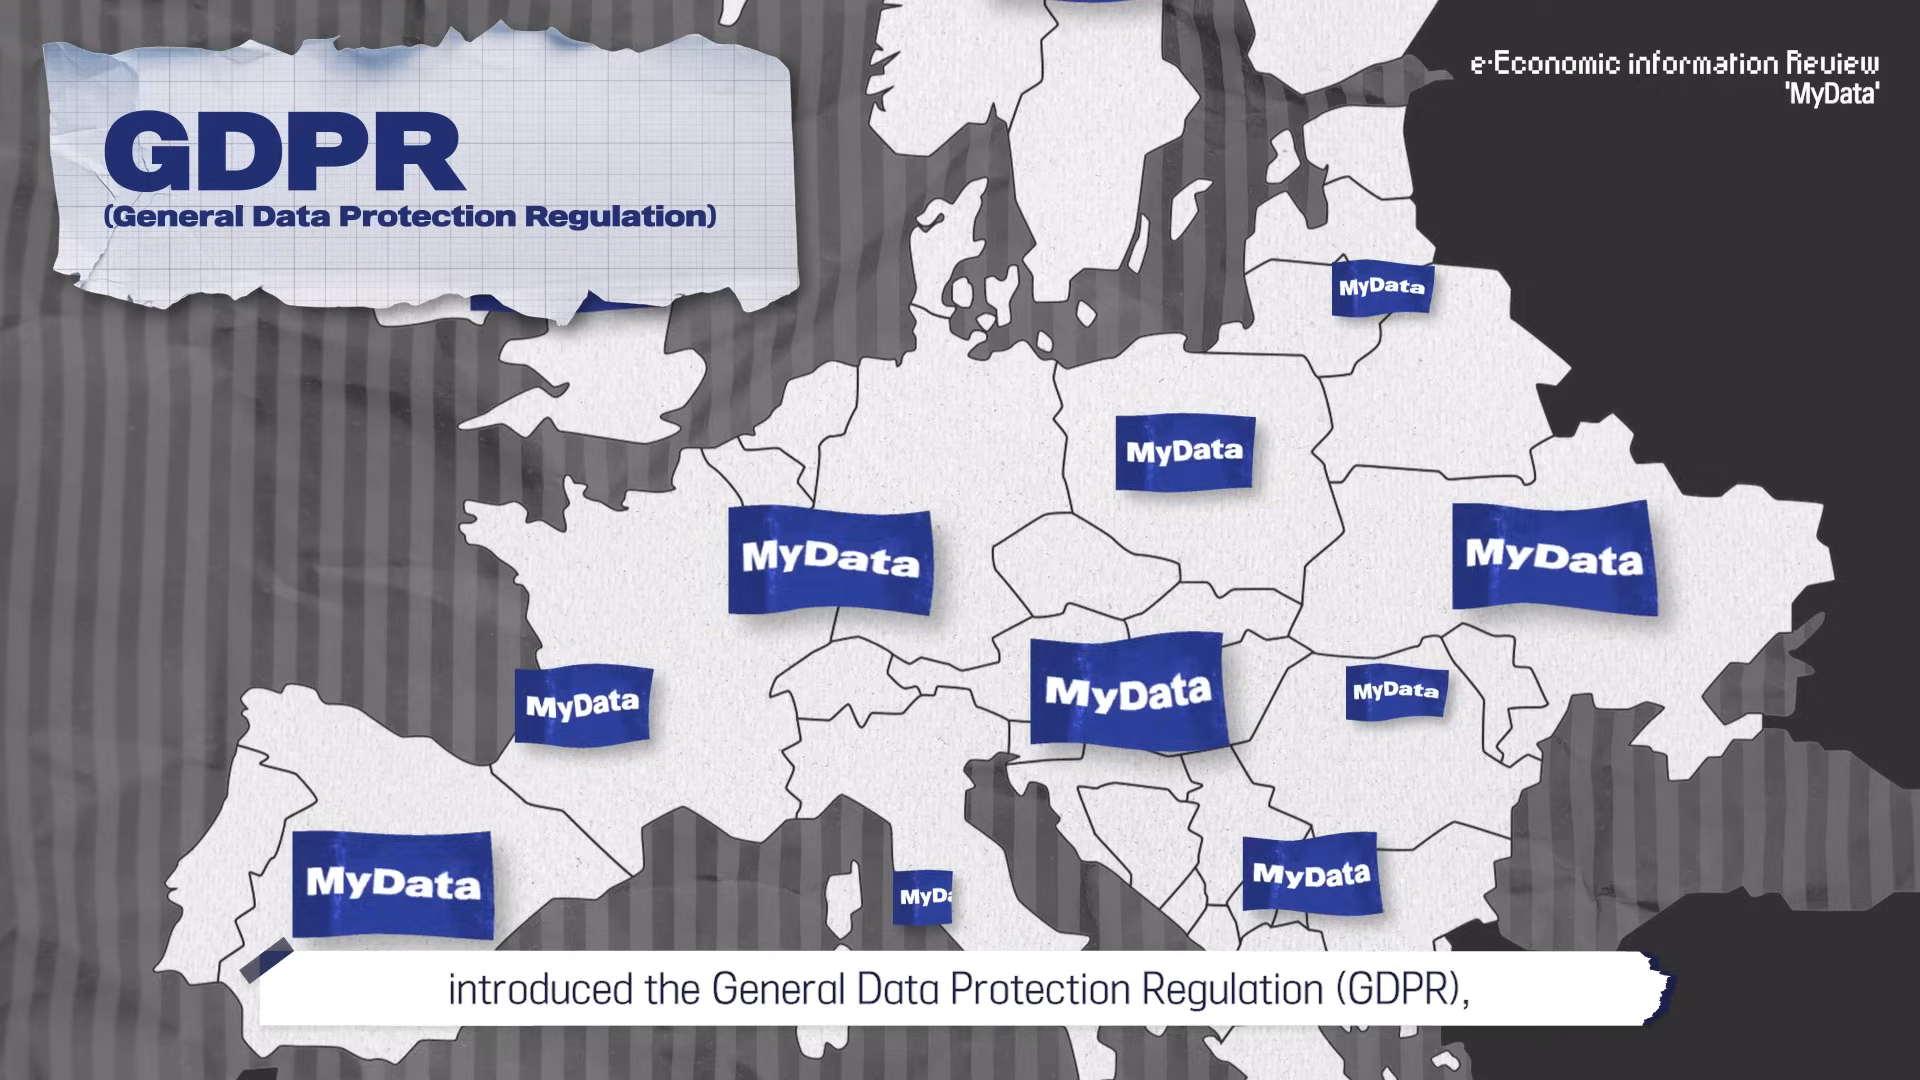 GDPR
(General Data Protection Regulation)
e·Economic information Review
'MyData'
MyData
MyData
MyData
MyData
MyData
MyData
MyData
MyData
MyData
MyDa
introduced the General Data Protection Regulation (GDPR),